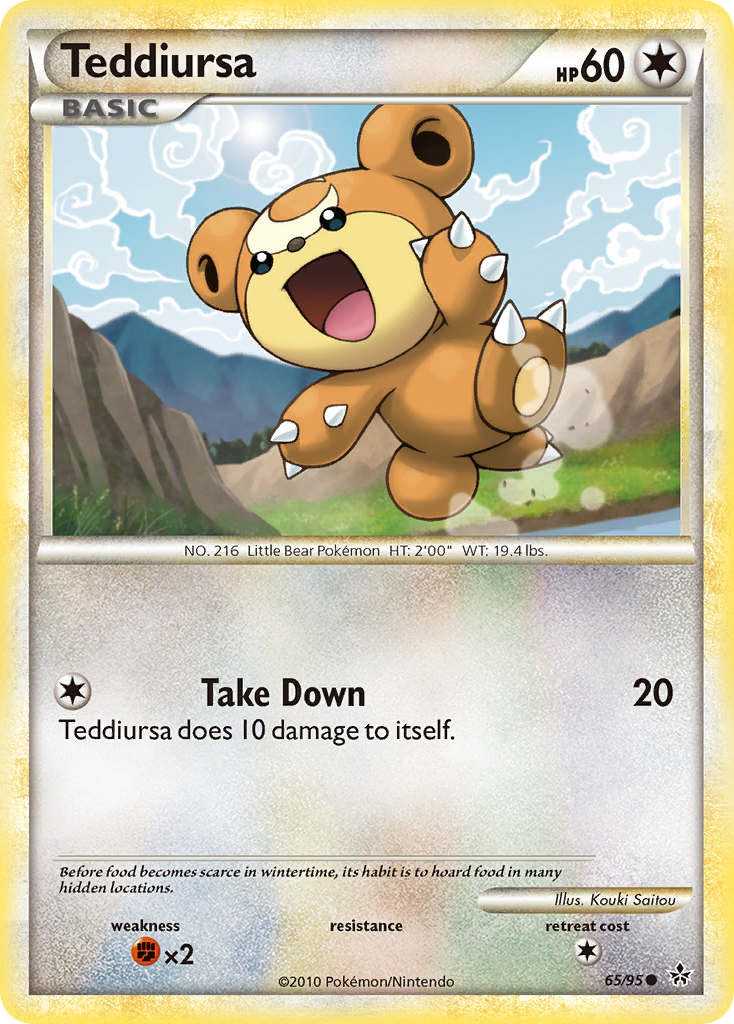 Teddiursa
HP 60
BASIC
NO. 216 Little Bear Pokémon HT: 2'00" WT: 19.4 lbs.
Take Down 20
Teddiursa does 10 damage to itself.
Before food becomes scarce in wintertime, its habit is to hoard food in many
hidden locations.
Illus. Kouki Saitou
weakness resistance retreat cost
×2
©2010 Pokémon/Nintendo
65/95